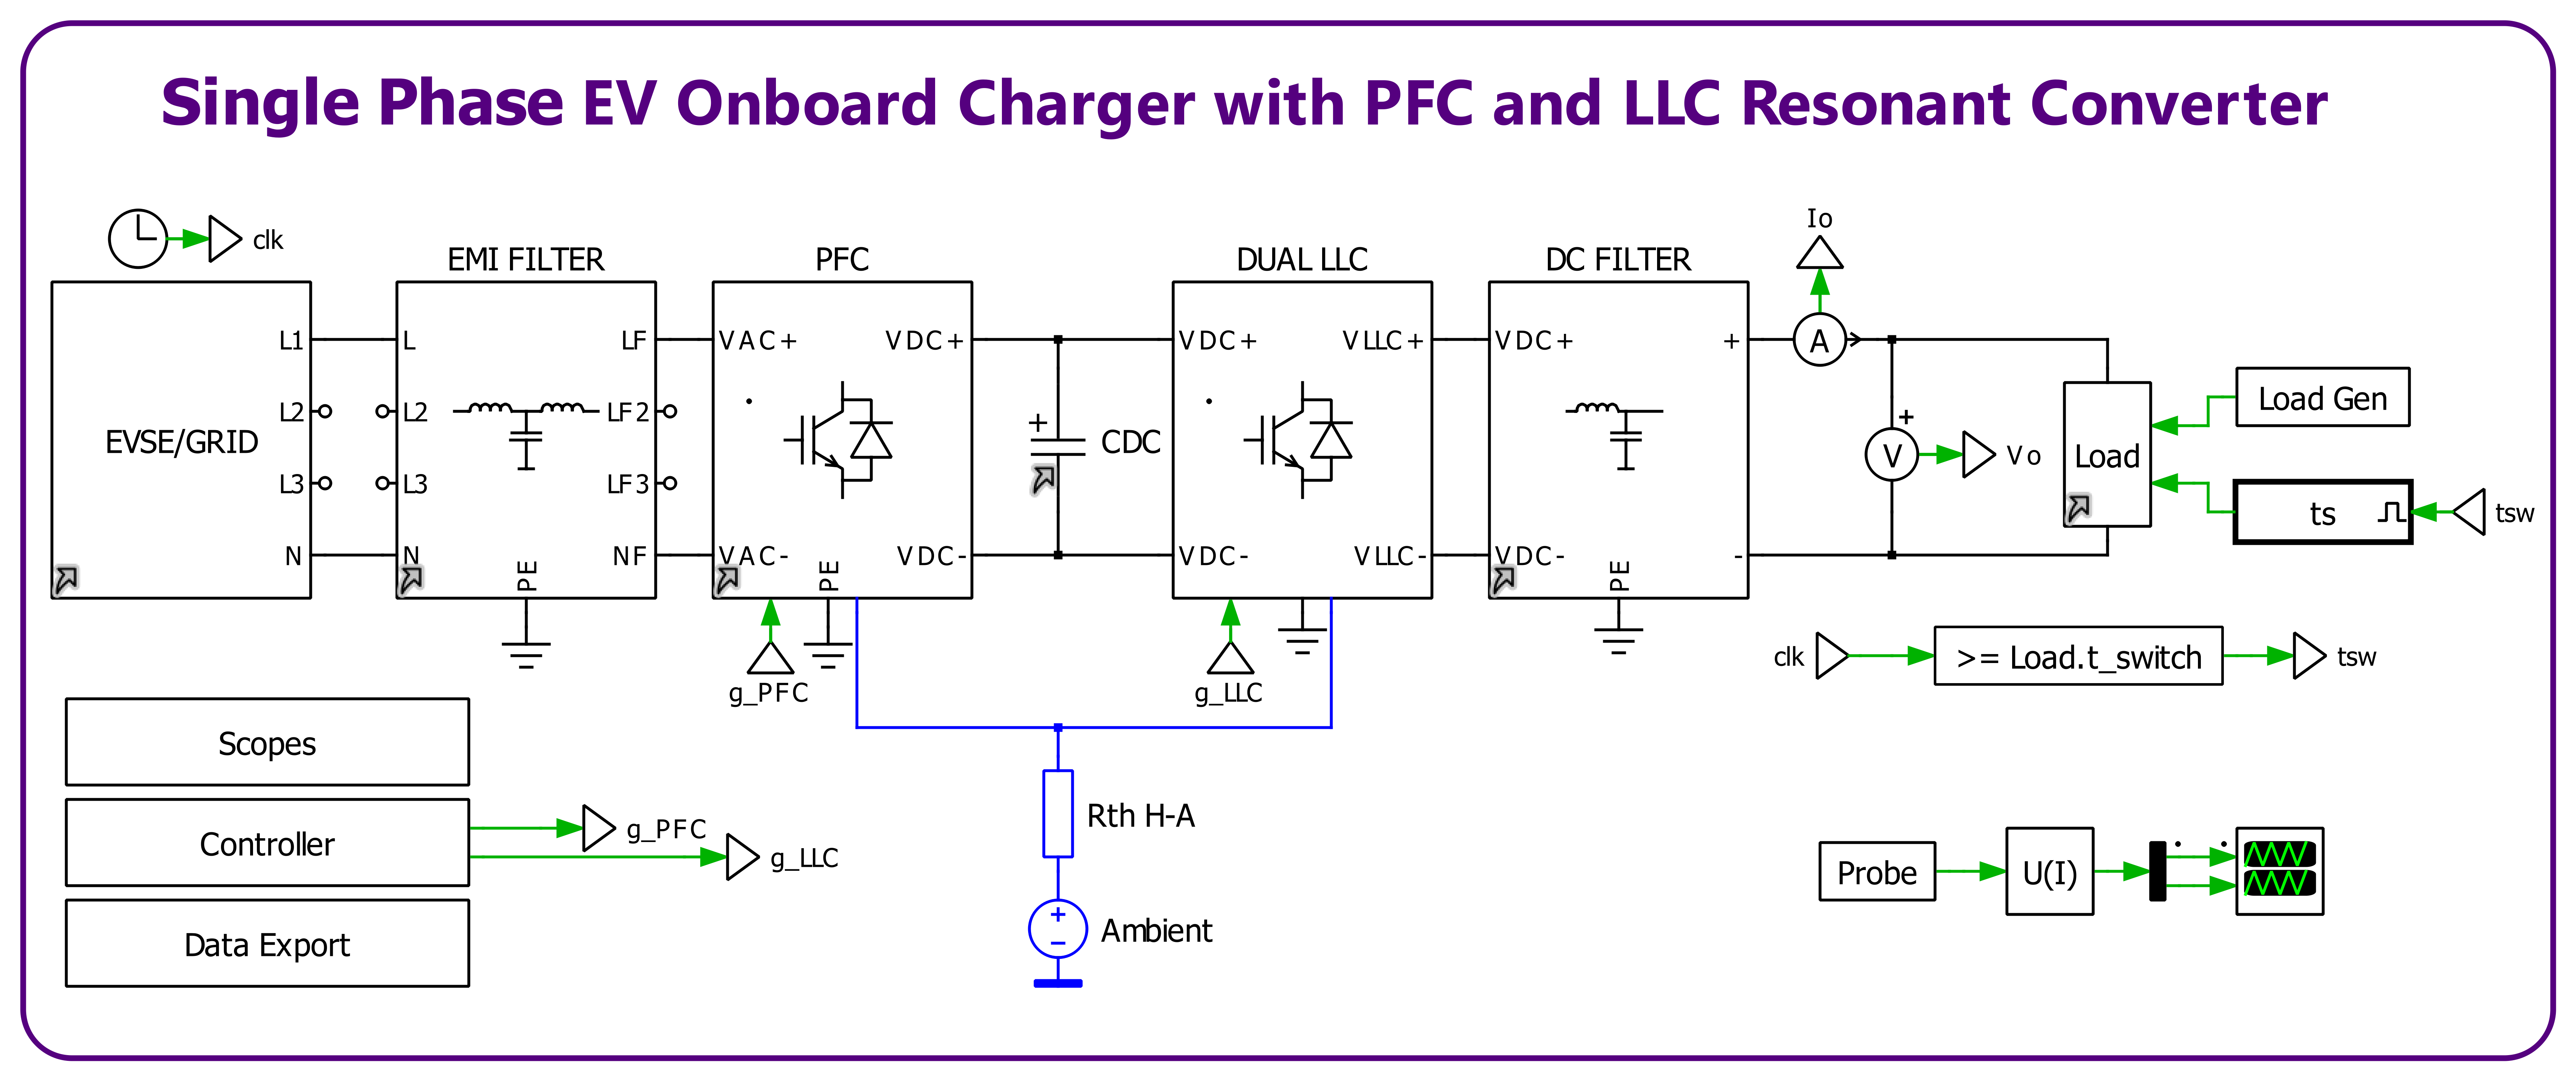 Single Phase EV Onboard Charger with PFC and LLC Resonant Converter
clk
EMI FILTER
PFC
DUAL LLC
DC FILTER
Io
EVSE/GRID
L1
L2
L3
N
L
L2
L3
N
LF
LF2
LF3
NF
PE
VAC+
VAC-
VDC+
VDC-
PE
+
CDC
VDC+
VDC-
VLLC+
VLLC-
VDC+
VDC-
+
-
PE
A
+
V
Vo
Load
Load Gen
ts
tsw
g_PFC
g_LLC
clk
>= Load.t_switch
tsw
Scopes
Controller
Data Export
g_PFC
g_LLC
Rth H-A
+
−
Ambient
Probe
U(I)